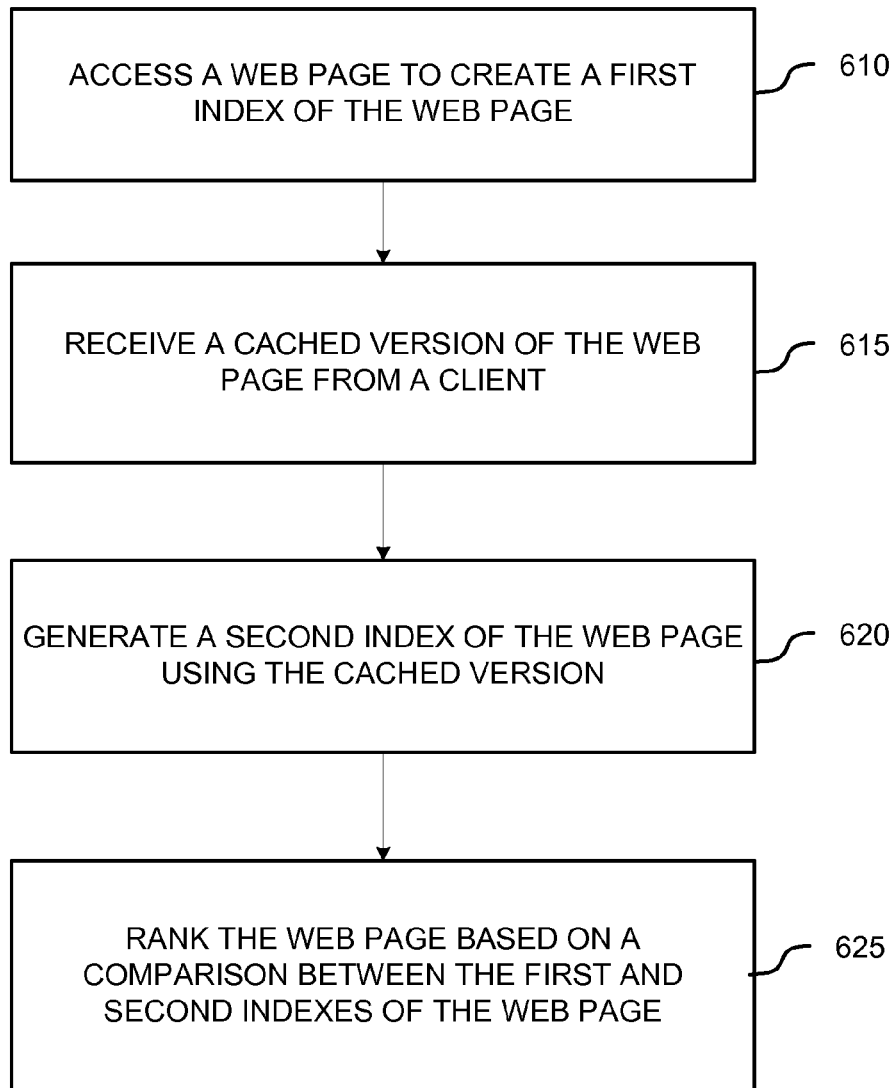 ACCESS A WEB PAGE TO CREATE A FIRST
INDEX OF THE WEB PAGE
610
RECEIVE A CACHED VERSION OF THE WEB
PAGE FROM A CLIENT
615
GENERATE A SECOND INDEX OF THE WEB PAGE
USING THE CACHED VERSION
620
RANK THE WEB PAGE BASED ON A
COMPARISON BETWEEN THE FIRST AND
SECOND INDEXES OF THE WEB PAGE
625